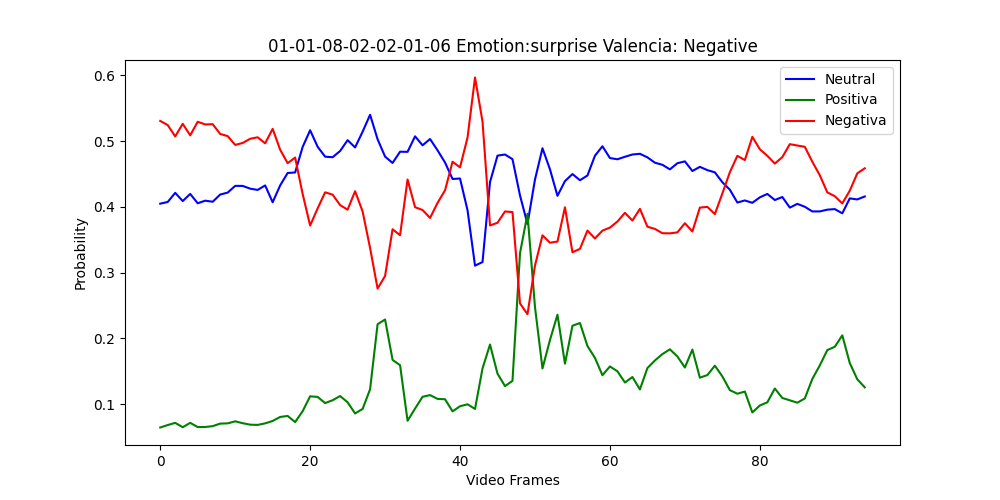 01-01-08-02-02-01-06 Emotion:surprise Valencia: Negative
Neutral
Positiva
Negativa
0.6
0.5
0.4
0.3
0.2
0.1
Probability
0
20
40
60
80
Video Frames